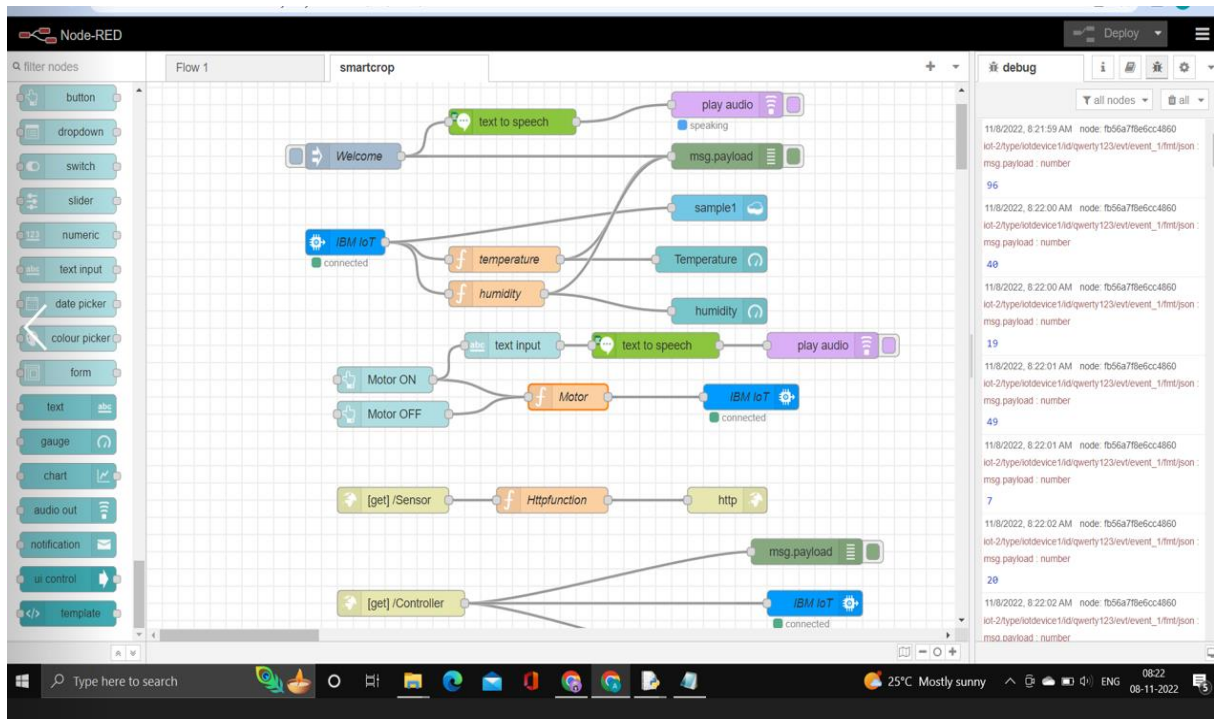 Node-RED
Deploy
filter nodes
Flow 1
smartcrop
debug
i
all nodes
all
button
dropdown
switch
slider
123
numeric
abc
text input
date picker
colour picker
form
text
abc
gauge
chart
audio out
notification
ui control
</>
template
Welcome
text to speech
play audio
speaking
msg.payload
sample1
IBM IoT
connected
f
temperature
Temperature
f
humidity
humidity
abc
text input
text to speech
play audio
Motor ON
Motor OFF
f
Motor
IBM IoT
connected
[get] /Sensor
f
Httpfunction
http
msg.payload
[get] /Controller
IBM IoT
connected
11/8/2022, 8:21:59 AM node: fb56a7f8e6cc4860
iot-2/type/iotdevice1/id/qwerty123/evt/event_1/fmt/json :
msg.payload : number
96
11/8/2022, 8:22:00 AM node: fb56a7f8e6cc4860
iot-2/type/iotdevice1/id/qwerty123/evt/event_1/fmt/json :
msg.payload : number
40
11/8/2022, 8:22:00 AM node: fb56a7f8e6cc4860
iot-2/type/iotdevice1/id/qwerty123/evt/event_1/fmt/json :
msg.payload : number
19
11/8/2022, 8:22:01 AM node: fb56a7f8e6cc4860
iot-2/type/iotdevice1/id/qwerty123/evt/event_1/fmt/json :
msg.payload : number
49
11/8/2022, 8:22:01 AM node: fb56a7f8e6cc4860
iot-2/type/iotdevice1/id/qwerty123/evt/event_1/fmt/json :
msg.payload : number
7
11/8/2022, 8:22:02 AM node: fb56a7f8e6cc4860
iot-2/type/iotdevice1/id/qwerty123/evt/event_1/fmt/json :
msg.payload : number
20
11/8/2022, 8:22:02 AM node: fb56a7f8e6cc4860
iot-2/type/iotdevice1/id/qwerty123/evt/event_1/fmt/json :
msg.payload : number
Type here to search
25°C Mostly sunny
ENG
08:22
08-11-2022
5